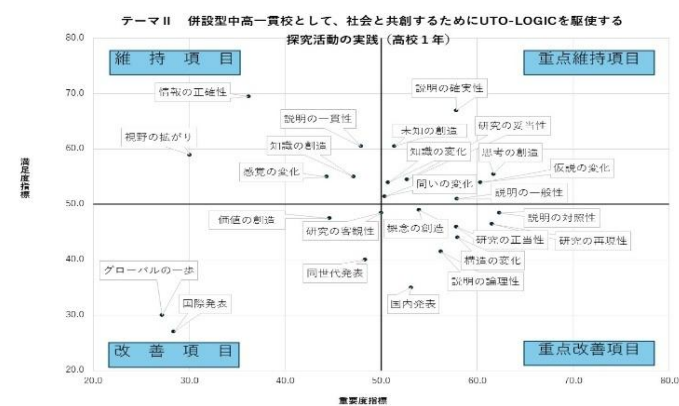 テーマⅡ 併設型中高一貫校として、社会と共創するためにUTO-LOGICを駆使する
探究活動の実践（高校１年）
80.0
維 持 項 目
重点維持項目
情報の正確性
説明の確実性
70.0
説明の一貫性
未知の創造
研究の妥当性
視野の拡がり
知識の創造
知識の変化
思考の創造
60.0
感覚の変化
問いの変化
仮説の変化
説明の一般性
満足度指標
50.0
価値の創造
研究の客観性
概念の創造
説明の対照性
研究の正当性
研究の再現性
40.0
グローバルの一歩
同世代発表
構造の変化
説明の論理性
国際発表
国内発表
30.0
改 善 項 目
重点改善項目
20.0
20.0 30.0 40.0 50.0 60.0 70.0 80.0
重要度指標